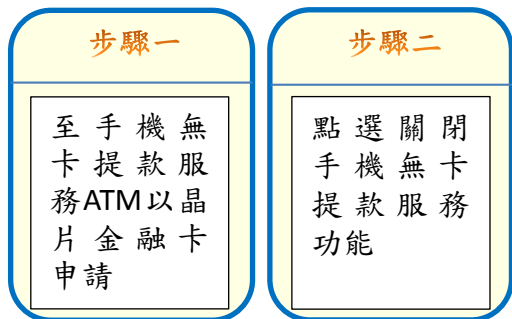 步驟一
至手機無
卡提款服
務ATM以晶
片金融卡
申請
步驟二
點選關閉
手機無卡
提款服務
功能